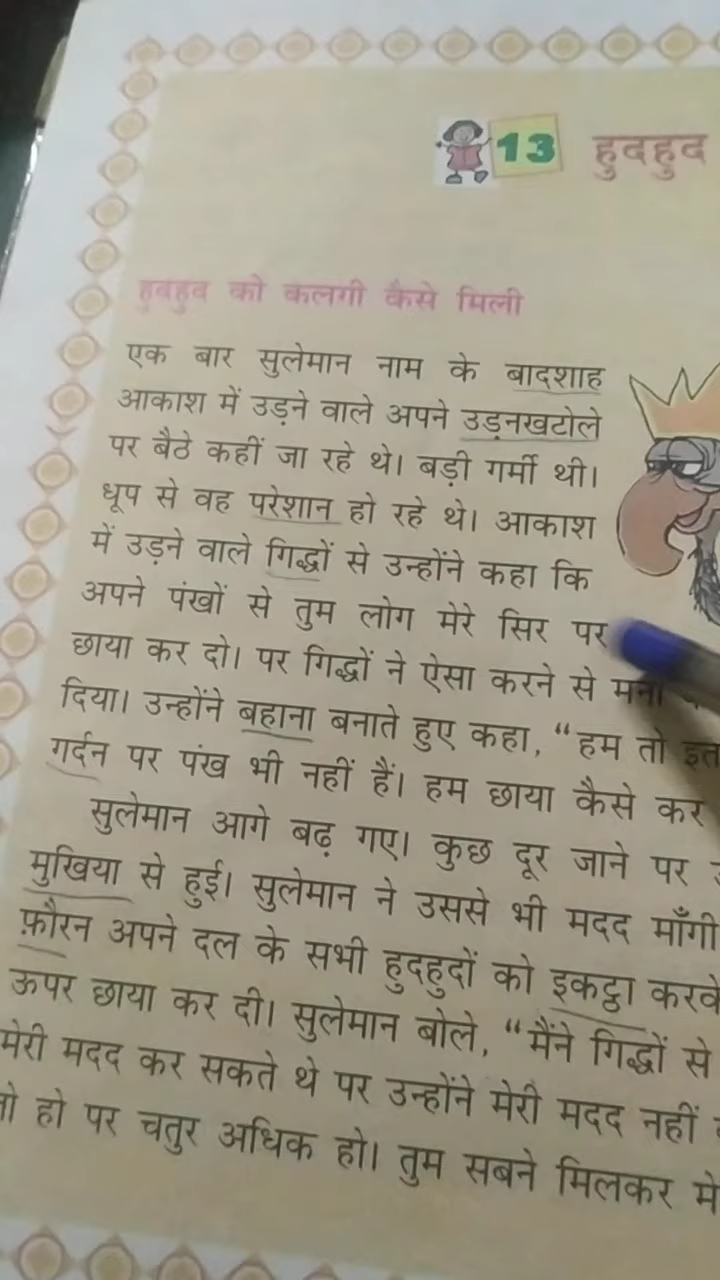 13 हुदहुद
हुदहुद को कलगी कैसे मिली
एक बार सुलेमान नाम के बादशाह
आकाश में उड़ने वाले अपने उड़नखटोले
पर बैठे कहीं जा रहे थे। बड़ी गर्मी थी।
धूप से वह परेशान हो रहे थे। आकाश
में उड़ने वाले गिद्धों से उन्होंने कहा कि
अपने पंखों से तुम लोग मेरे सिर पर
छाया कर दो। पर गिद्धों ने ऐसा करने से मना
दिया। उन्होंने बहाना बनाते हुए कहा, “हम तो
गर्दन पर पंख भी नहीं हैं। हम छाया कैसे कर
सुलेमान आगे बढ़ गए। कुछ दूर जाने पर
मुखिया से हुई। सुलेमान ने उससे भी मदद माँगी
फ़ौरन अपने दल के सभी हुदहुदों को इकट्ठा करके
ऊपर छाया कर दी। सुलेमान बोले, “मैंने गिद्धों से
मेरी मदद कर सकते थे पर उन्होंने मेरी मदद नहीं
हो पर चतुर अधिक हो। तुम सबने मिलकर